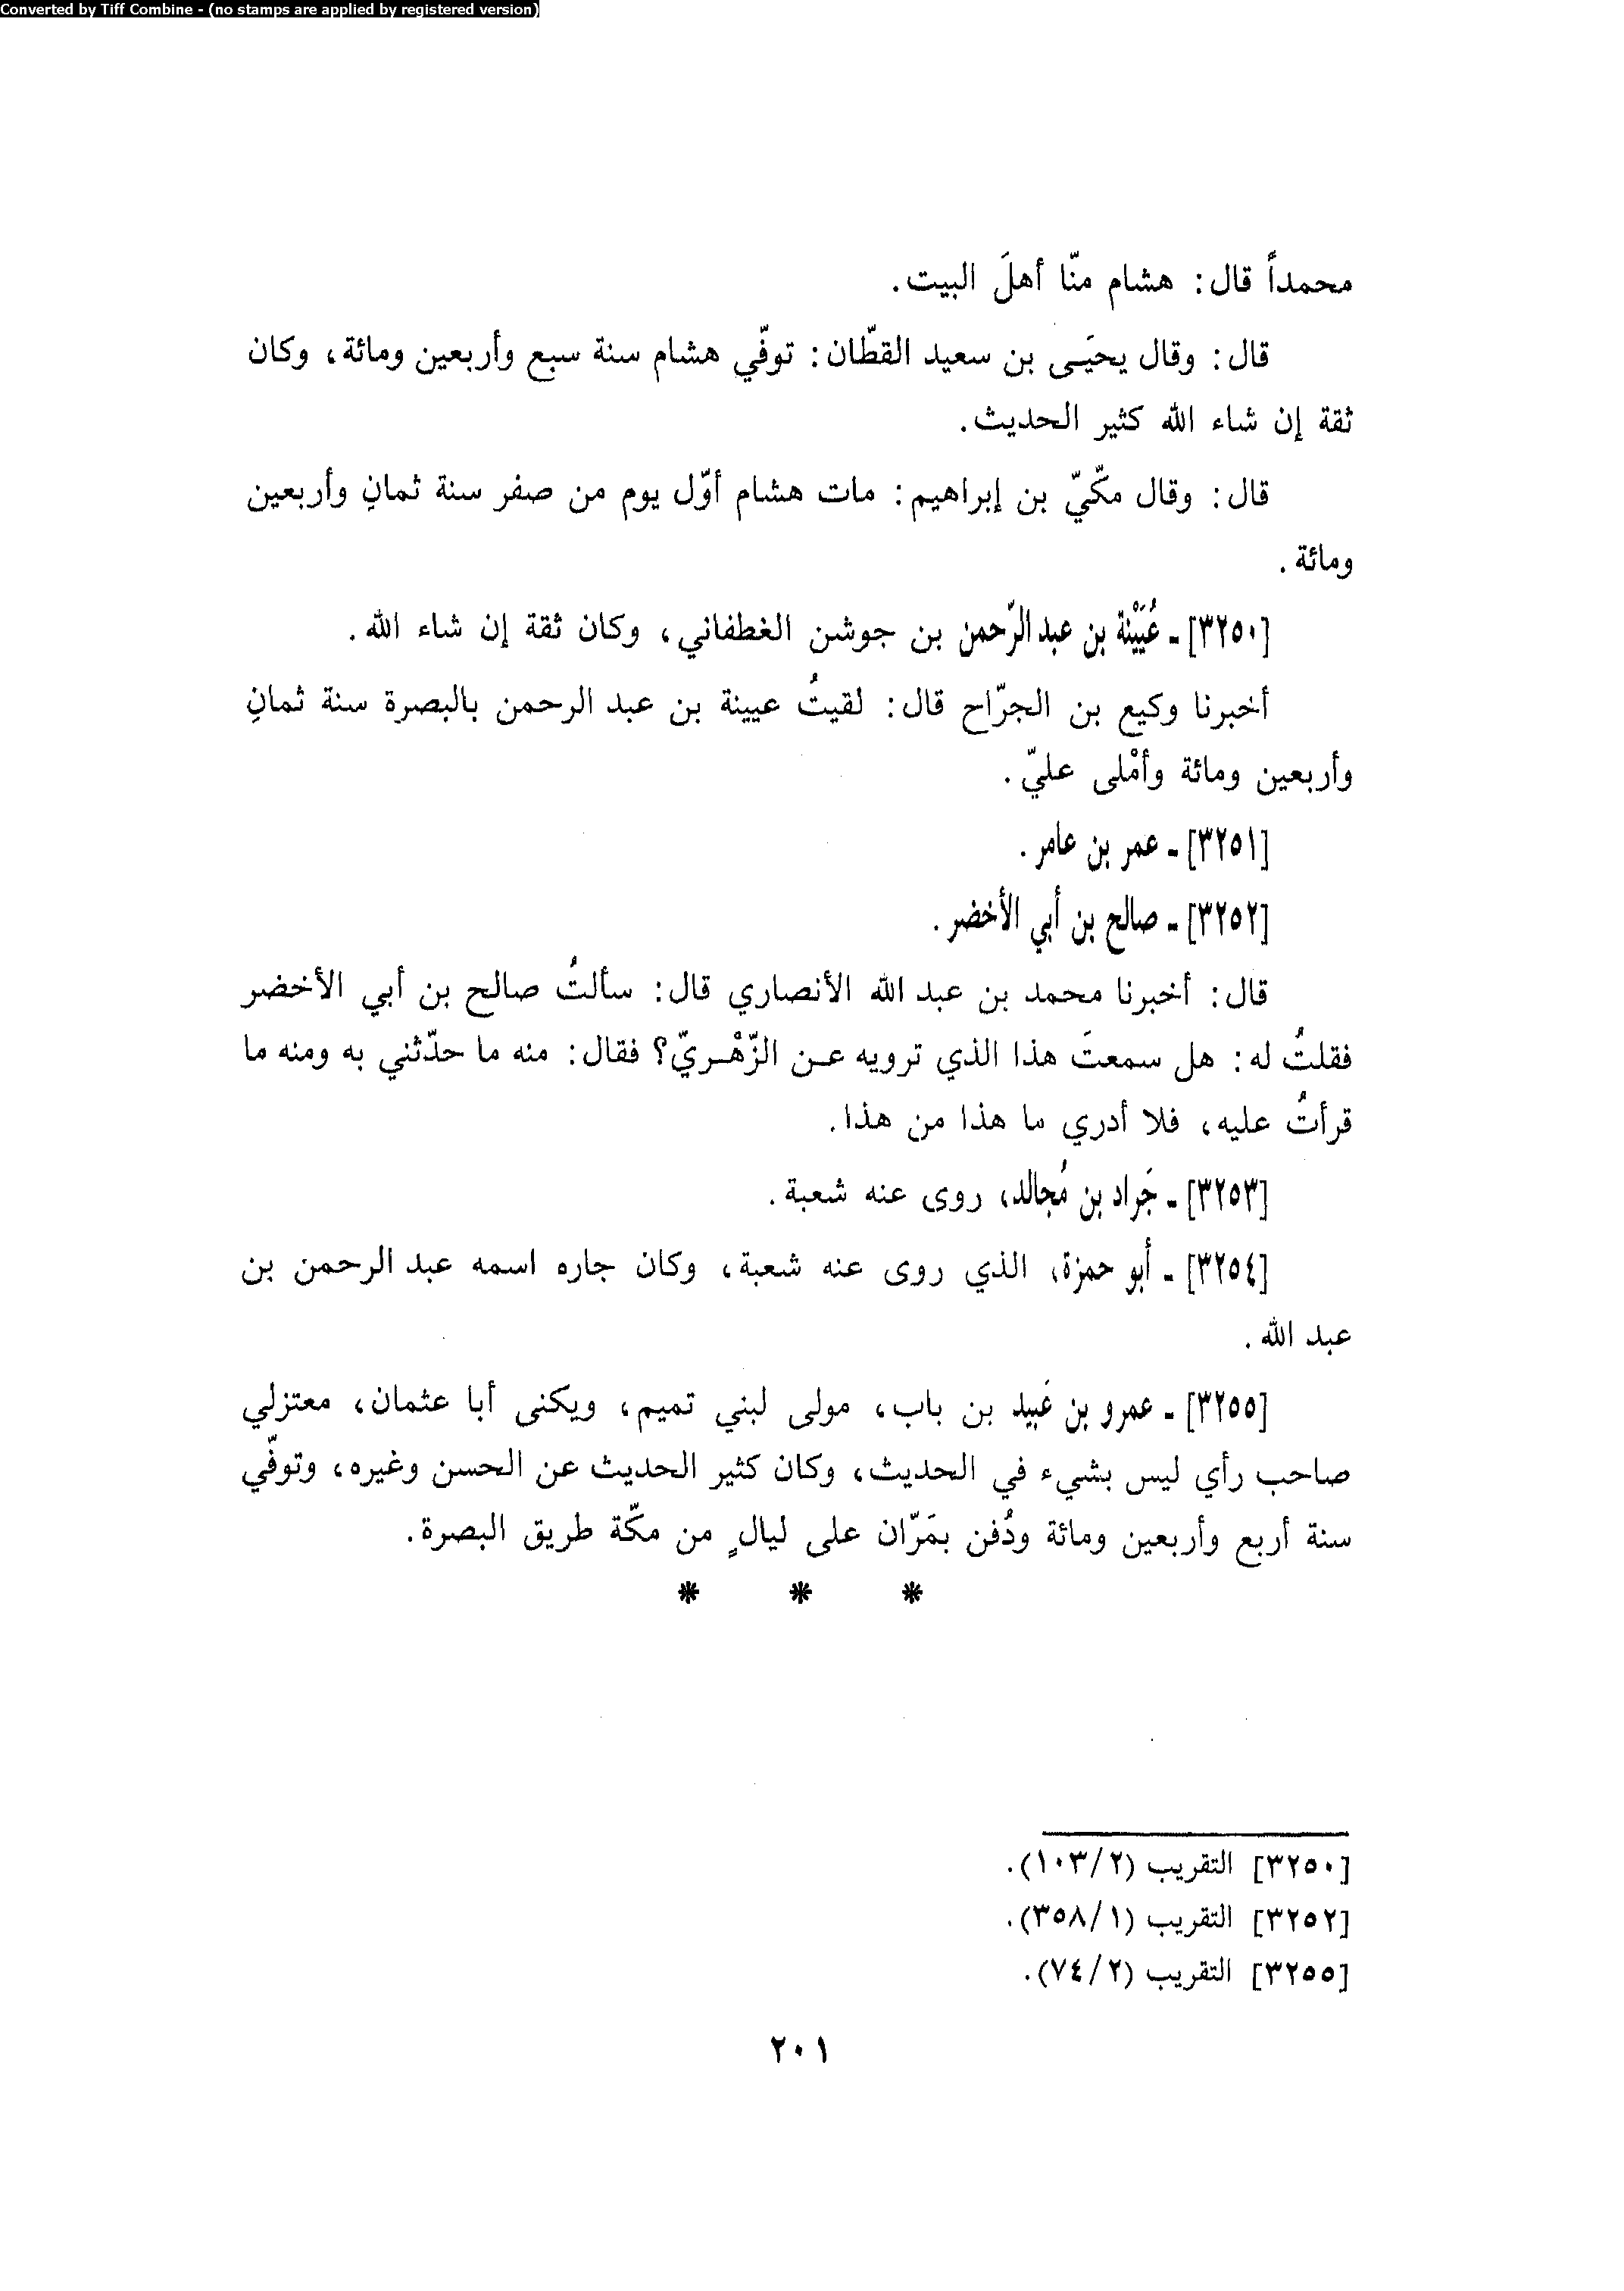 Converted by Tiff Combine - (no stamps are applied by registered version)
محمداً قال: هشام منّا أهلَ البيت.
قال: وقال يحيَـى بن سعيد القطّان: توفّي هشام سنة سبع وأربعين ومائة، وكان
ثقة إن شاء الله كثير الحديث.
قال: وقال مكّيّ بن إبراهيم: مات هشام أوّل يوم من صفر سنة ثمانٍ وأربعين
ومائة.
[٣٢٥٠] ـ عُيَيْنة بن عبد الرّحمن بن جوشن الغطفاني، وكان ثقة إن شاء الله.
أخبرنا وكيع بن الجرّاح قال: لقيتُ عيينة بن عبد الرحمن بالبصرة سنة ثمانٍ
وأربعين ومائة وأمْلى عليّ.
[٣٢٥١] ـ عمر بن عامر.
[٣٢٥٢] ـ صالح بن أبي الأخضر.
قال: أخبرنا محمد بن عبد الله الأنصاري قال: سألتُ صالح بن أبي الأخضر
فقلتُ له: هل سمعتَ هذا الذي ترويه عـن الزّهْـريّ؟ فقال: منه ما حدّثني به ومنه ما
قرأتُ عليه، فلا أدري ما هذا من هذا.
[٣٢٥٣] ـ جَراد بن مُجالد، روى عنه شعبة.
[٣٢٥٤] ـ أبو حمزة، الذي روى عنه شعبة، وكان جاره اسمه عبد الرحمن بن
عبد الله.
[٣٢٥٥] ـ عمرو بن عُبيد بن باب، مولى لبني تميم، ويكنى أبا عثمان، معتزلي
صاحب رأي ليس بشيء في الحديث، وكان كثير الحديث عن الحسن وغيره، وتوفّي
سنة أربع وأربعين ومائة ودُفن بمَرّان على ليالٍ من مكّة طريق البصرة.
* * *
[٣٢٥٠] التقريب (٢/١٠٣).
[٣٢٥٢] التقريب (١/٣٥٨).
[٣٢٥٥] التقريب (٢/٧٤).
٢٠١